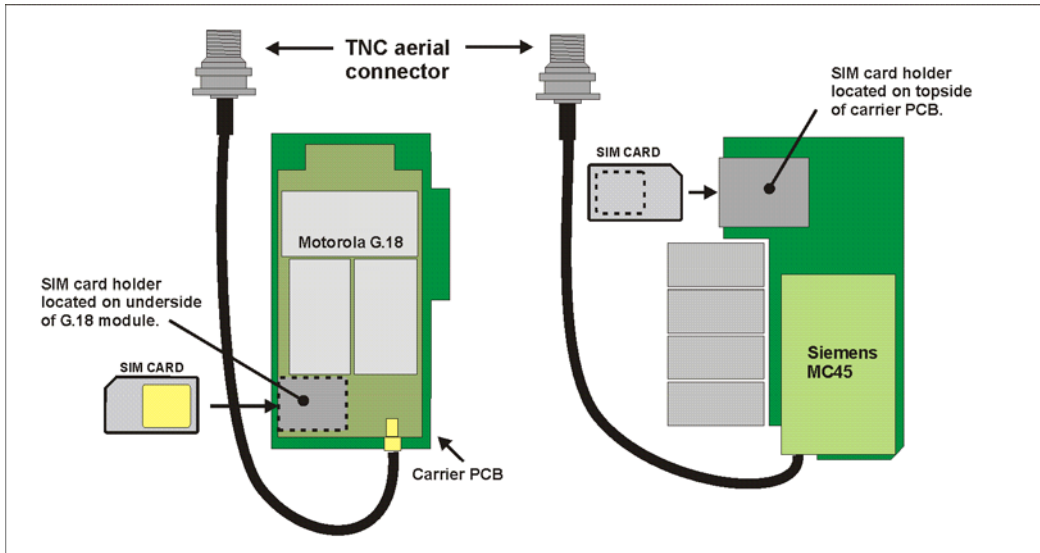 TNC aerial
connector
SIM card holder
located on topside
of carrier PCB.
SIM CARD
Motorola G.18
SIM card holder
located on underside
of G.18 module.
SIM CARD
Siemens
MC45
Carrier PCB